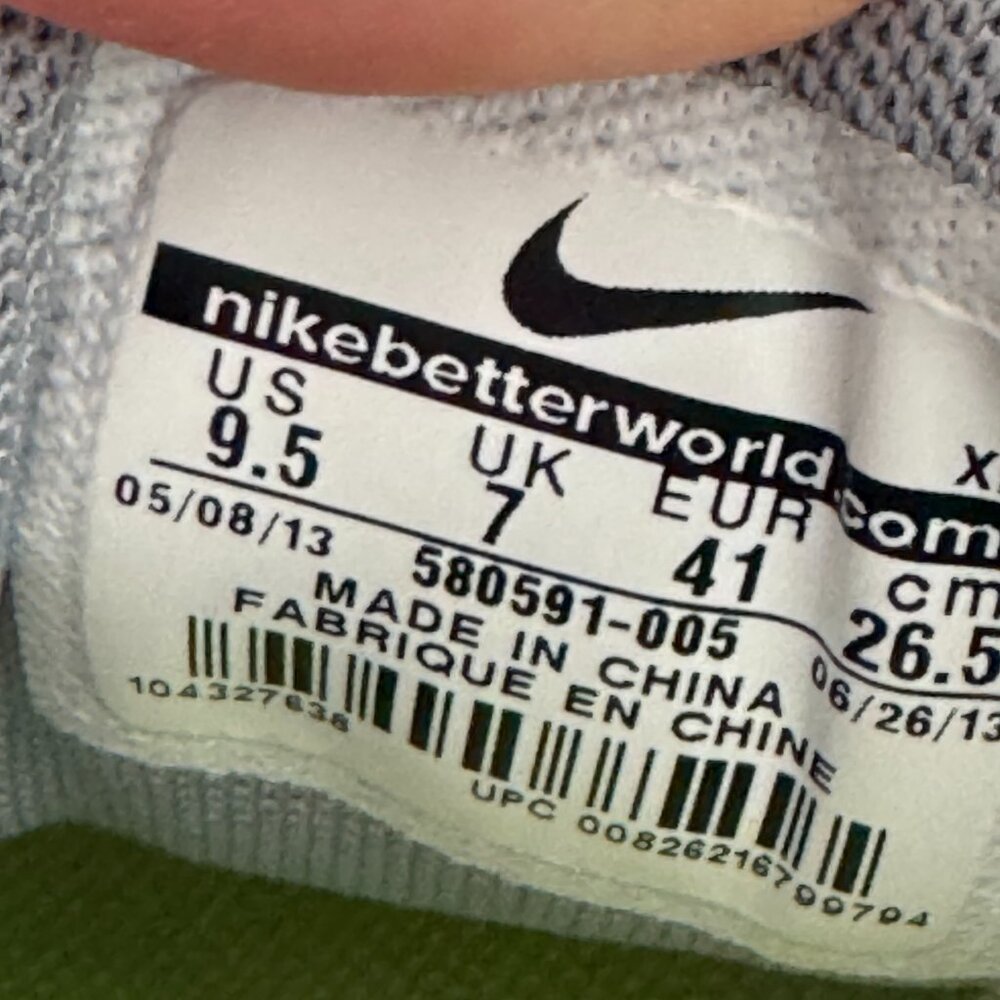 nikebetterworld.com
US UK EUR cm
9.5 7 41 26.5
05/08/13 580591-005 06/26/13
MADE IN CHINA
FABRIQUE EN CHINE
104327638
UPC 00826216799794